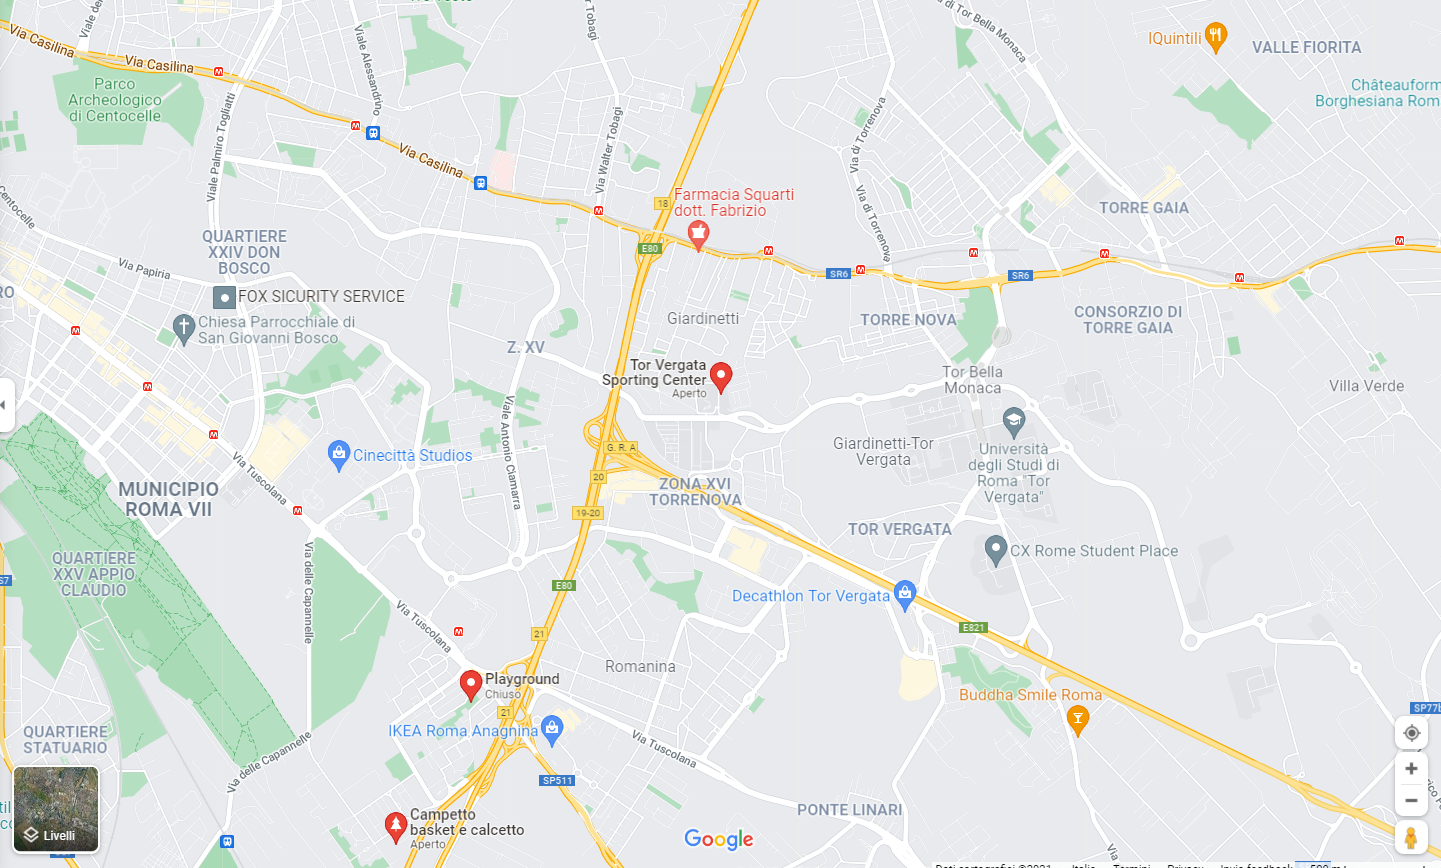 Via Casilina
Viale Alessandrino
Tobagi
Via di Tor Bella Monaca
IQuintili
VALLE FIORITA
Via Casilina
Parco
Archeologico
di Centocelle
Châteauform
Borghesiana Rom
Viale Palmiro Togliatti
Via Walter Tobagi
Via di Torrenova
Via Casilina
Farmacia Squarti
dott. Fabrizio
18
Centocelle
Via di Torrenova
TORRE GAIA
QUARTIERE
XXIV DON
BOSCO
E80
Via Papiria
SR6
SR6
FOX SICURITY SERVICE
Chiesa Parrocchiale di
San Giovanni Bosco
Giardinetti
TORRE NOVA
CONSORZIO DI
TORRE GAIA
Z. XV
Tor Vergata
Sporting Center
Aperto
Tor Bella
Monaca
Villa Verde
Viale Antonio Ciamarra
Cinecittà Studios
G. R. A
Giardinetti-Tor
Vergata
Università
degli Studi di
Roma "Tor
Vergata"
Via Tuscolana
20
MUNICIPIO
ROMA VII
ZONA XVI
TORRENOVA
19-20
TOR VERGATA
CX Rome Student Place
QUARTIERE
XXV APPIO
CLAUDIO
S7
Via delle Capannelle
E80
Decathlon Tor Vergata
Via Tuscolana
E821
21
Romanina
Playground
Chiuso
Buddha Smile Roma
21
SP77b
IKEA Roma Anagnina
QUARTIERE
STATUARIO
Via delle Capannelle
Via Tuscolana
SP511
Livelli
Campetto
basket e calcetto
Aperto
PONTE LINARI
Google